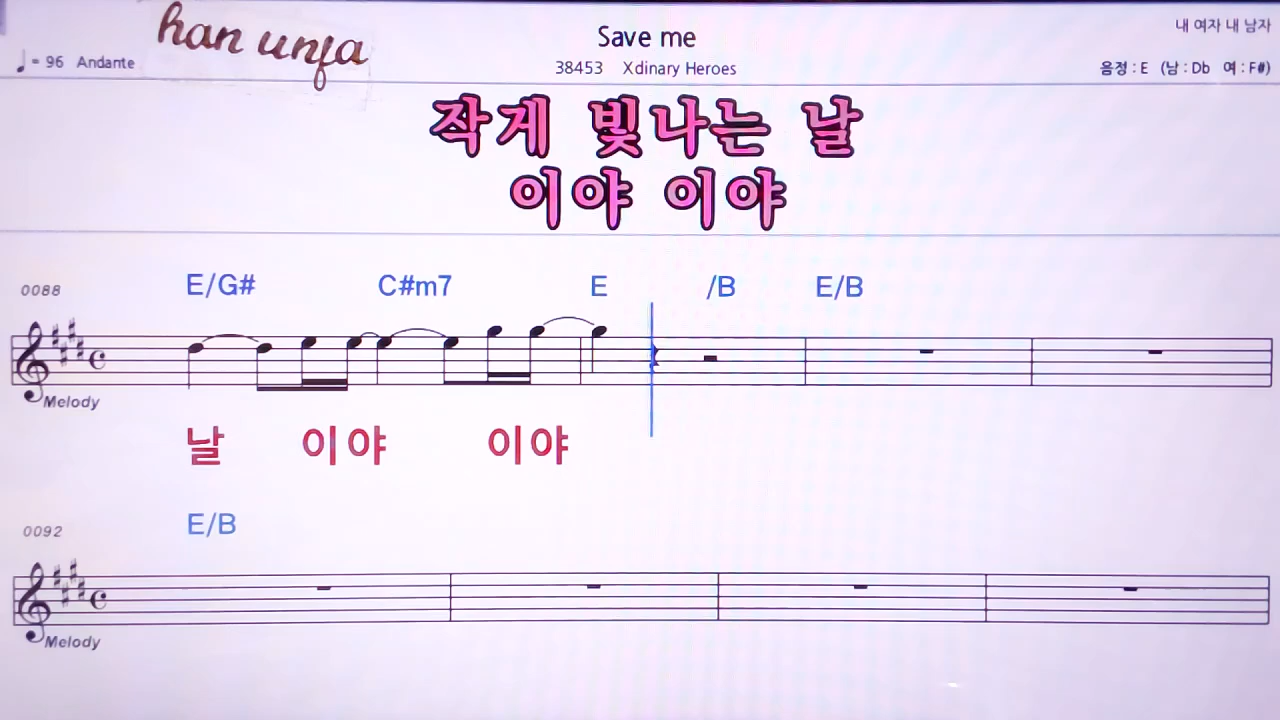 han unfa
Save me
내 여자 내 남자
♩= 96 Andante
38453 Xdinary Heroes
음정 : E (남 : Db 여 : F#)
작게 빛나는 날
이야 이야
0088
E/G# C#m7 E /B E/B
Melody
날 이야 이야
0092
E/B
Melody